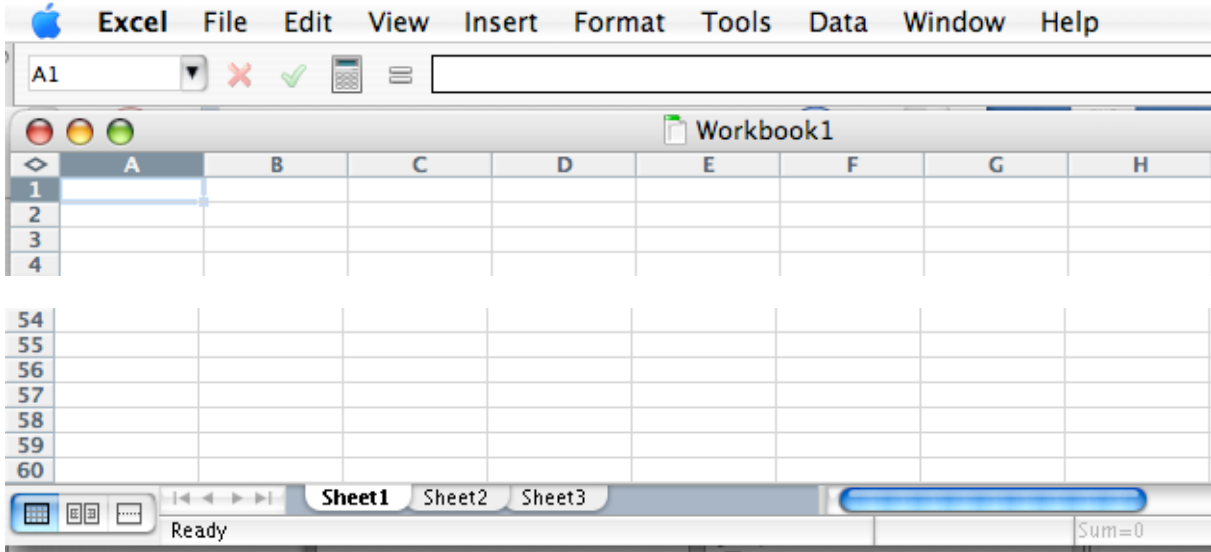 Excel File Edit View Insert Format Tools Data Window Help
A1
Workbook1
A B C D E F G H
1
2
3
4
54
55
56
57
58
59
60
Sheet1 Sheet2 Sheet3
Ready Sum=0